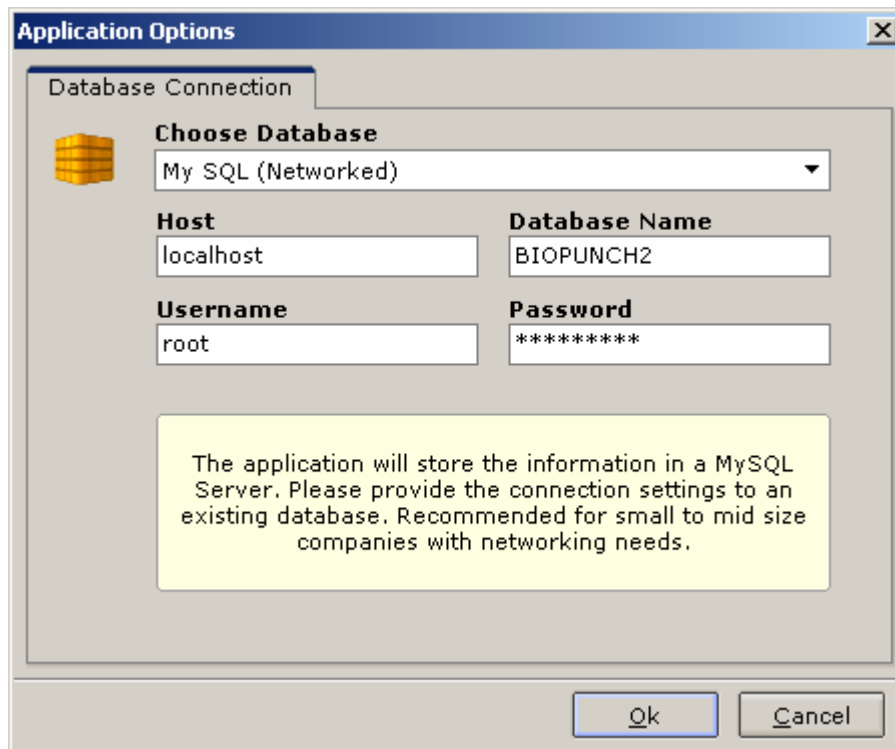 Application Options
Database Connection
Choose Database
My SQL (Networked)
Host
Database Name
localhost
BIOPUNCH2
Username
Password
root
*********
The application will store the information in a MySQL
Server. Please provide the connection settings to an
existing database. Recommended for small to mid size
companies with networking needs.
Ok
Cancel